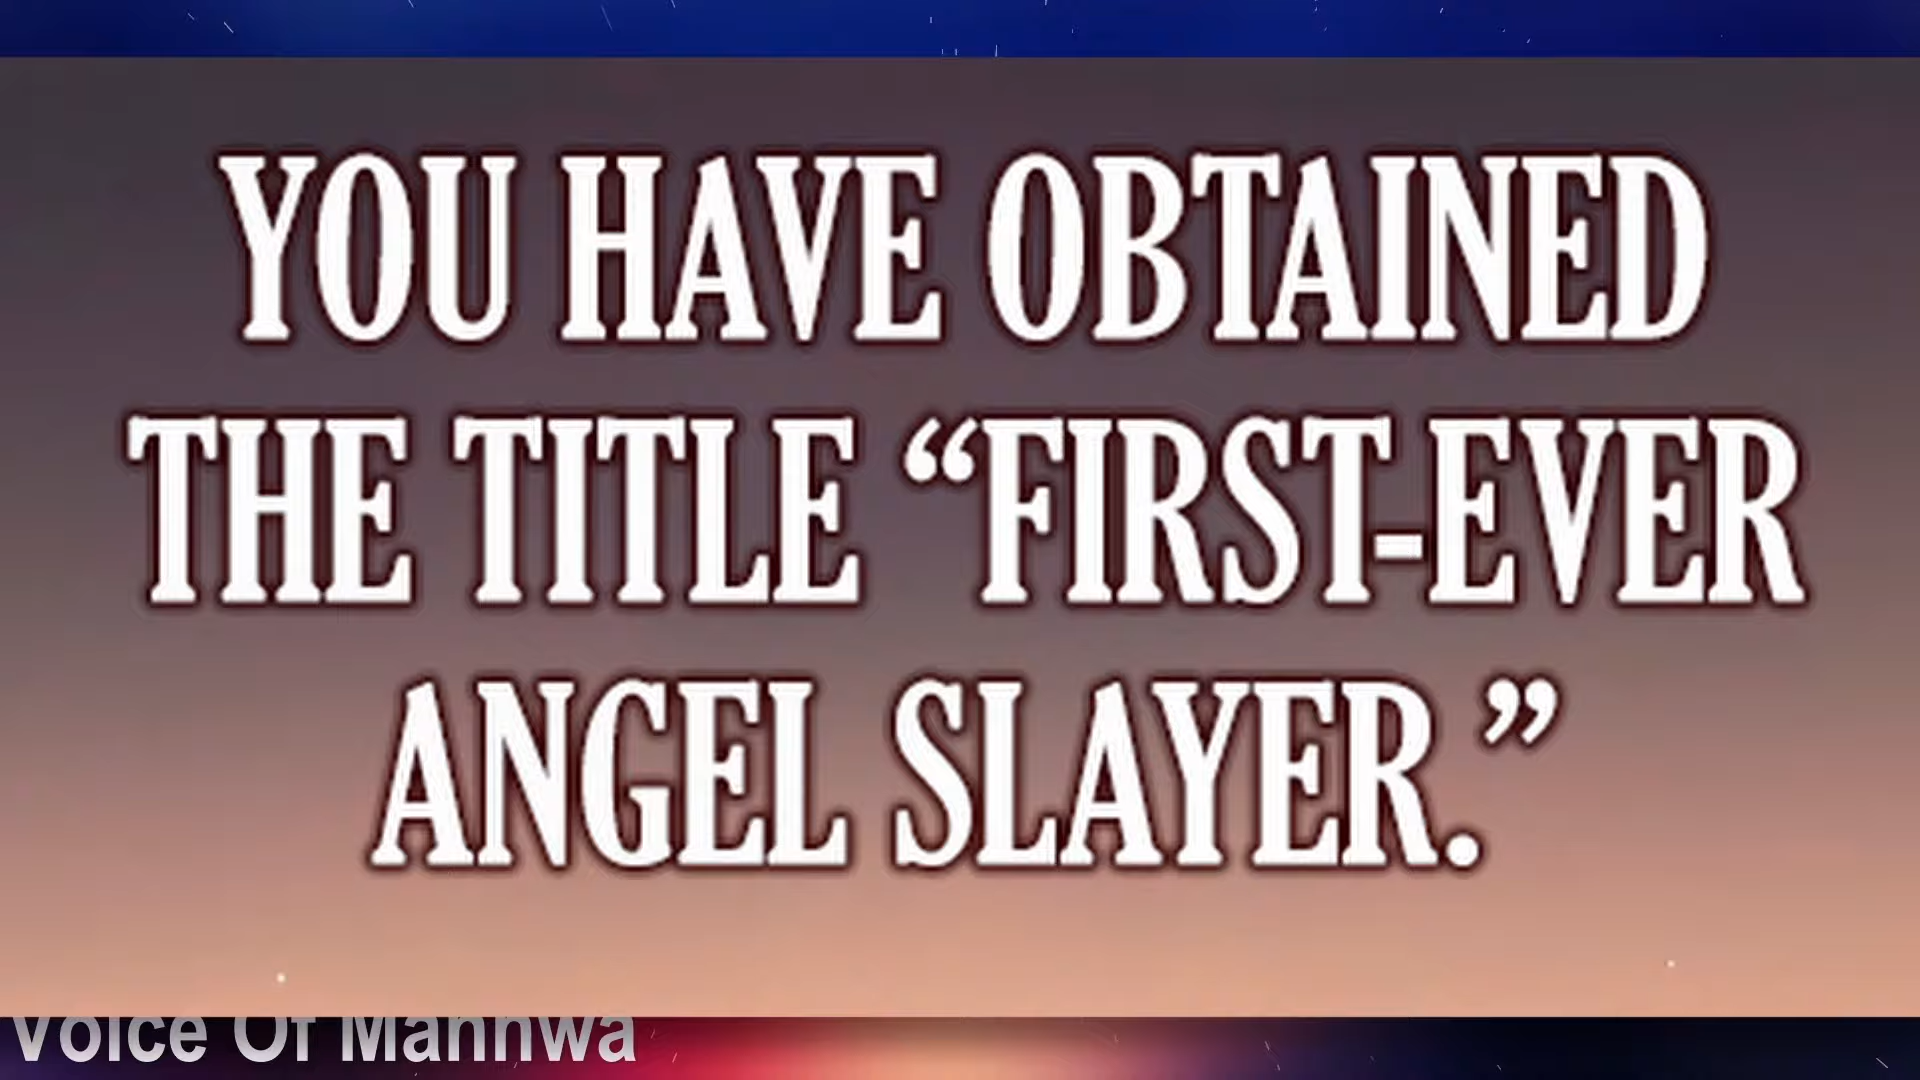 YOU HAVE OBTAINED
THE TITLE “FIRST-EVER
ANGEL SLAYER.”
Voice Of Manhwa